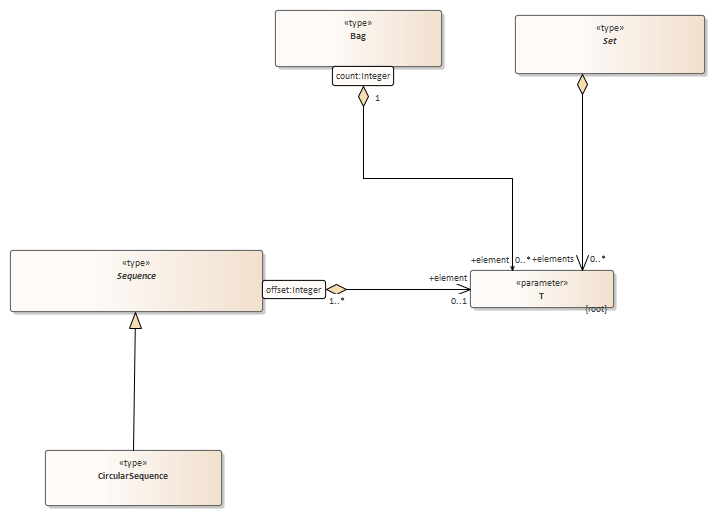 «type»
Bag
«type»
Set
count:Integer
1
+element
0..*
+elements
0..*
«type»
Sequence
offset:Integer
1..*
+element
0..1
«parameter»
T
{root}
«type»
CircularSequence